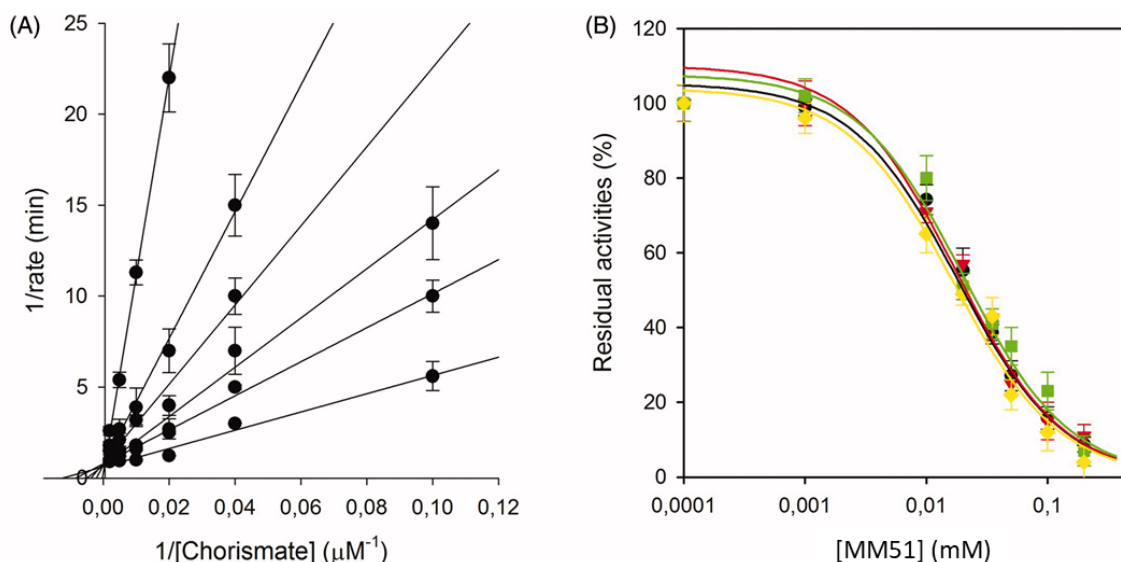 (A)
25
20
15
10
5
0
1/rate (min)
0,00 0,02 0,04 0,06 0,08 0,10 0,12
1/[Chorismate] (μM⁻¹)
(B)
120
100
80
60
40
20
0
Residual activities (%)
0,0001 0,001 0,01 0,1
[MM51] (mM)